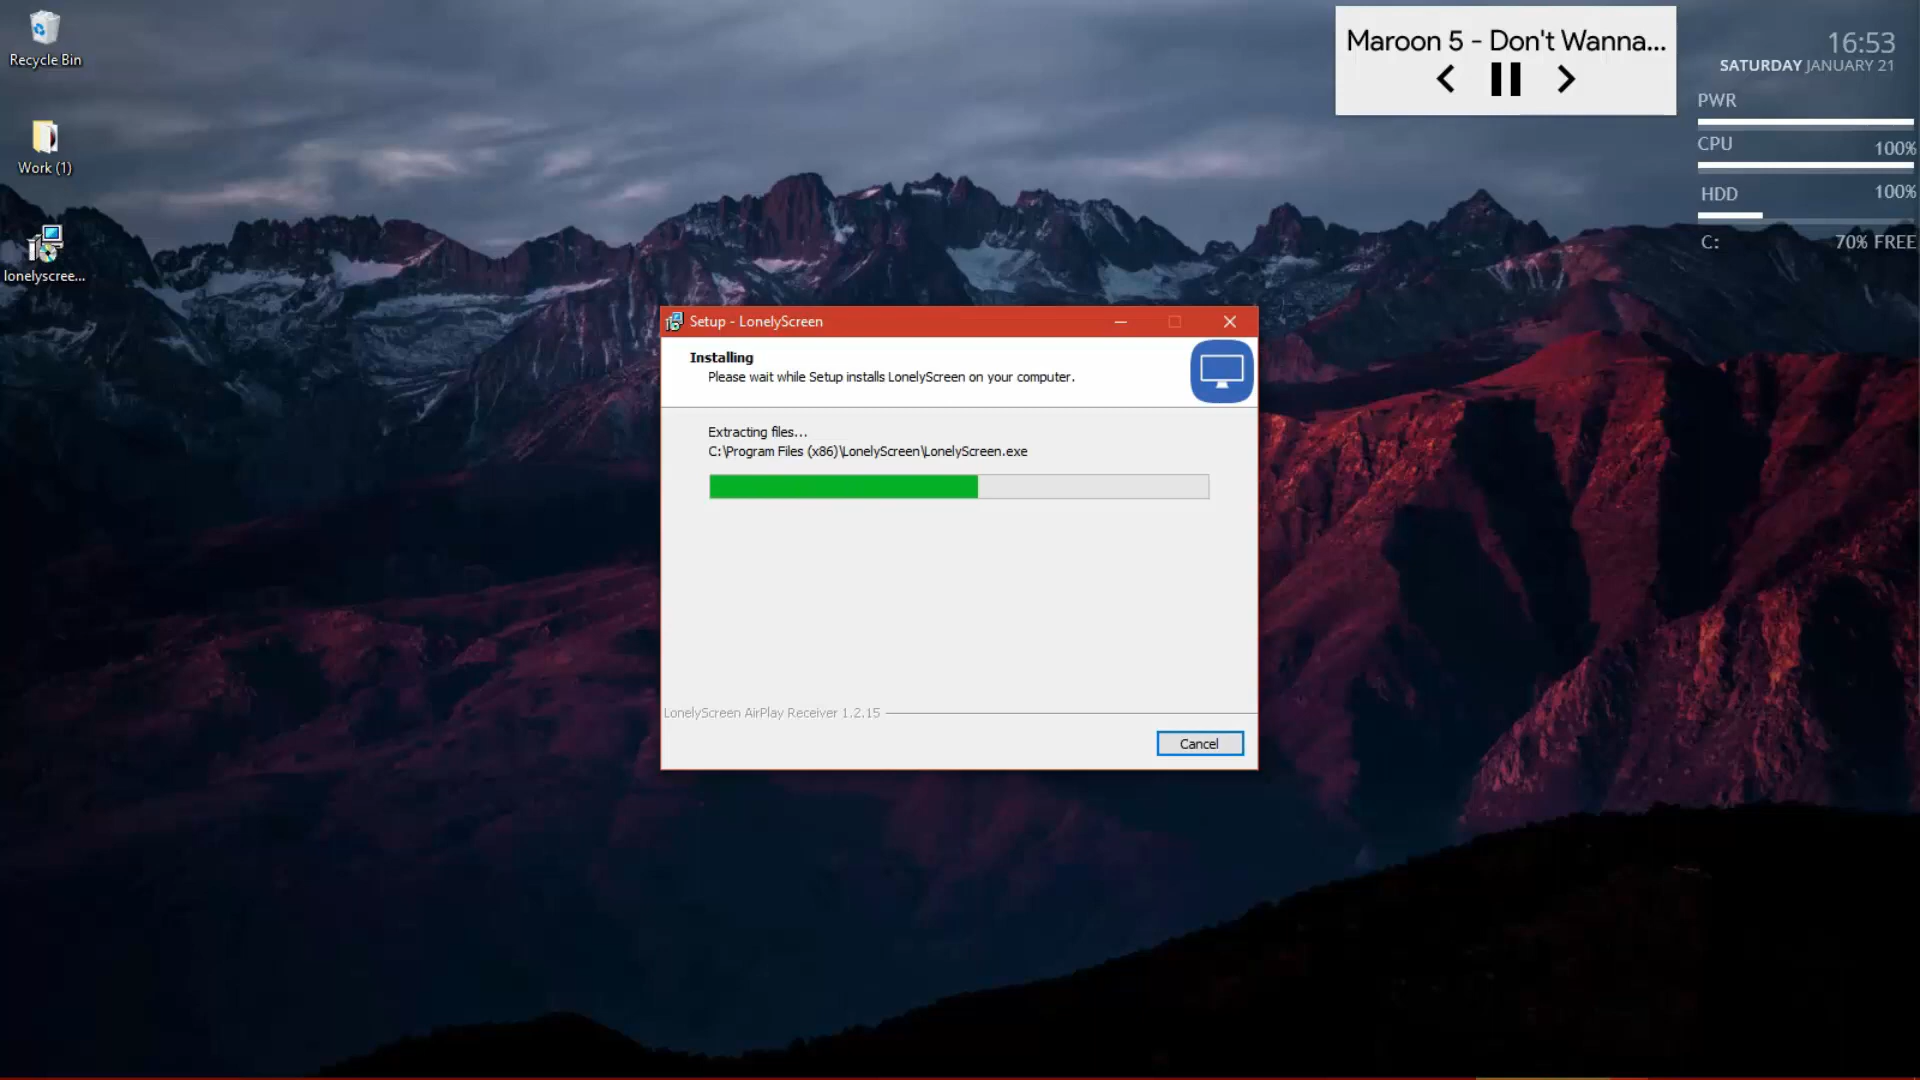 Recycle Bin
Work (1)
lonelyscree...
Maroon 5 - Don't Wanna...
16:53
SATURDAY JANUARY 21
PWR
CPU 100%
HDD 100%
C: 70% FREE
Setup - LonelyScreen
Installing
Please wait while Setup installs LonelyScreen on your computer.
Extracting files...
C:\Program Files (x86)\LonelyScreen\LonelyScreen.exe
LonelyScreen AirPlay Receiver 1.2.15
Cancel